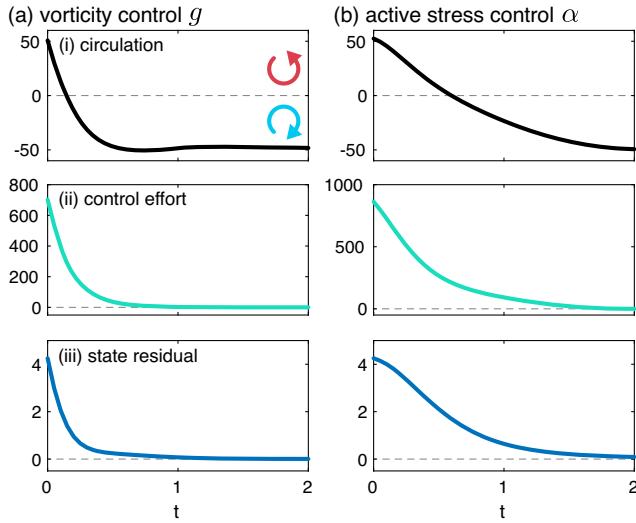 (a) vorticity control g
(b) active stress control α
(i) circulation
50
0
-50
50
0
-50
(ii) control effort
800
600
400
200
0
1000
500
0
(iii) state residual
4
2
0
4
2
0
0 1 2
0 1 2
t
t